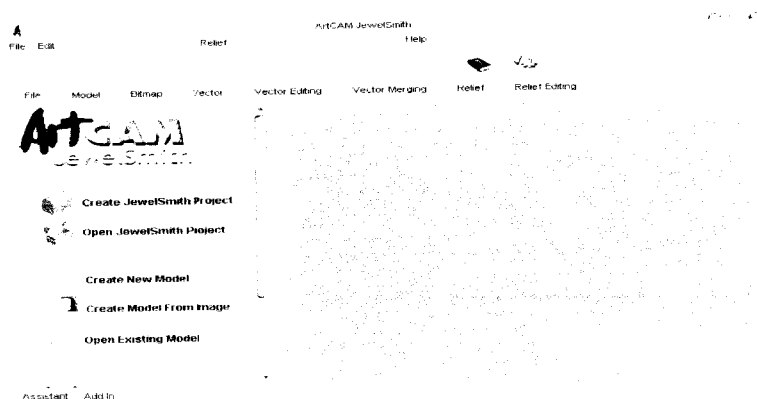 ArtCAM JewelSmith
File Edit Relief Help
File Model Bitmap Vector Vector Editing Vector Merging Relief Relief Editing
ArtCAM
JewelSmith
Create JewelSmith Project
Open JewelSmith Project
Create New Model
Create Model From Image
Open Existing Model
Assistant Add In